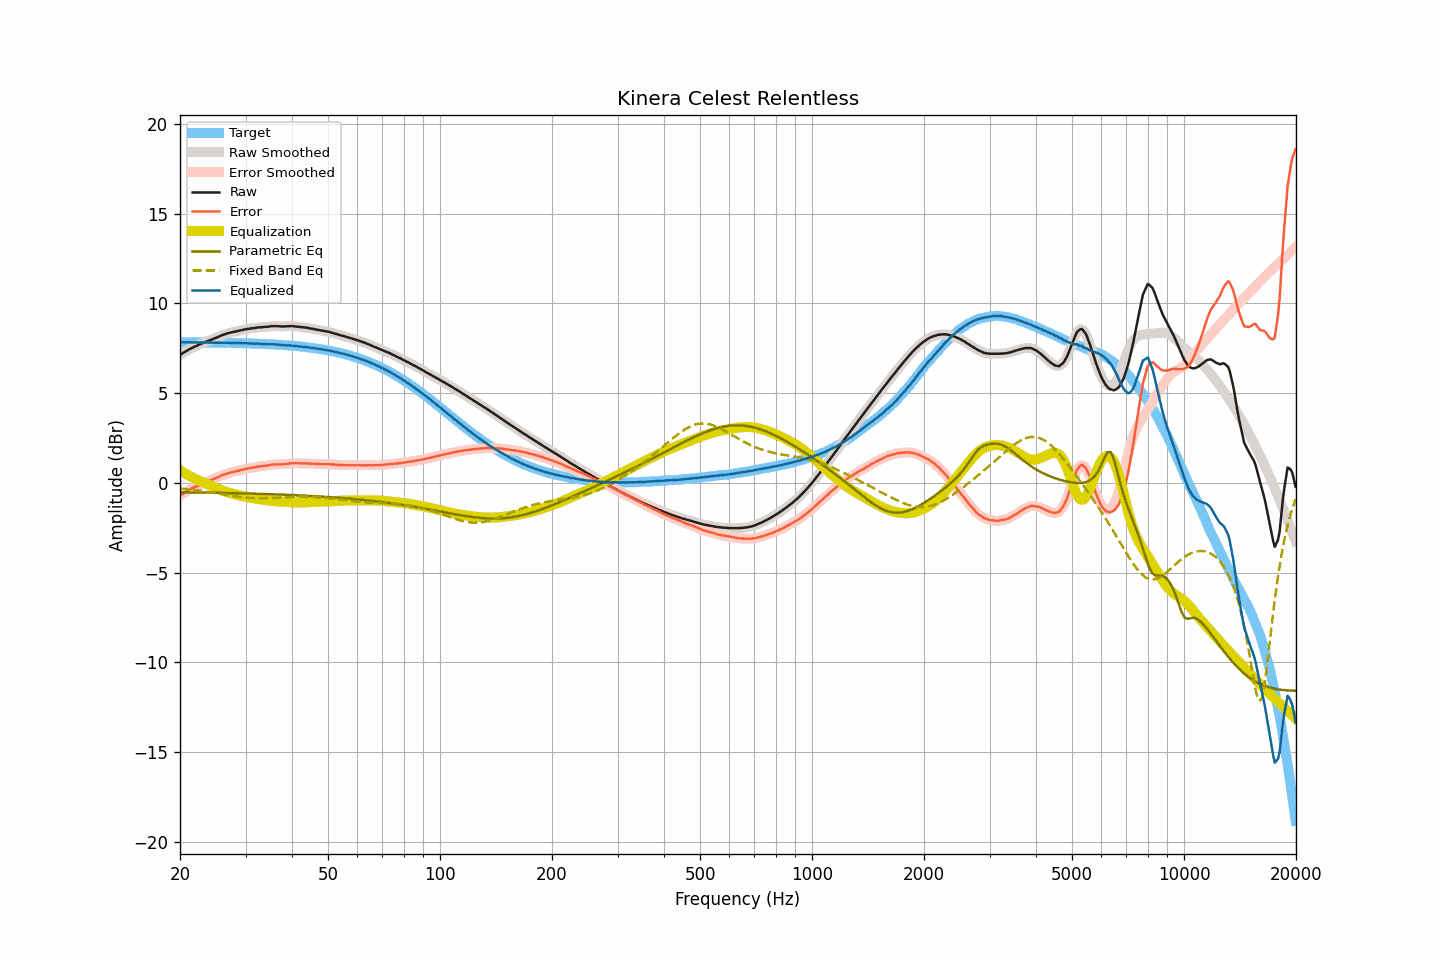 Kinera Celest Relentless
Target
Raw Smoothed
Error Smoothed
Raw
Error
Equalization
Parametric Eq
Fixed Band Eq
Equalized
20
15
10
5
0
−5
−10
−15
−20
Amplitude (dBr)
20 50 100 200 500 1000 2000 5000 10000 20000
Frequency (Hz)